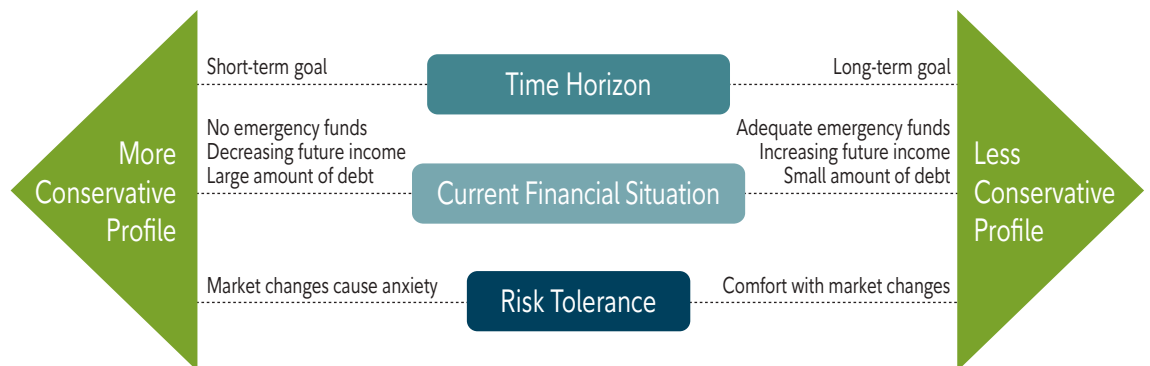 Short-term goal
Time Horizon
Long-term goal
More
Conservative
Profile
No emergency funds
Decreasing future income
Large amount of debt
Current Financial Situation
Adequate emergency funds
Increasing future income
Small amount of debt
Less
Conservative
Profile
Market changes cause anxiety
Risk Tolerance
Comfort with market changes